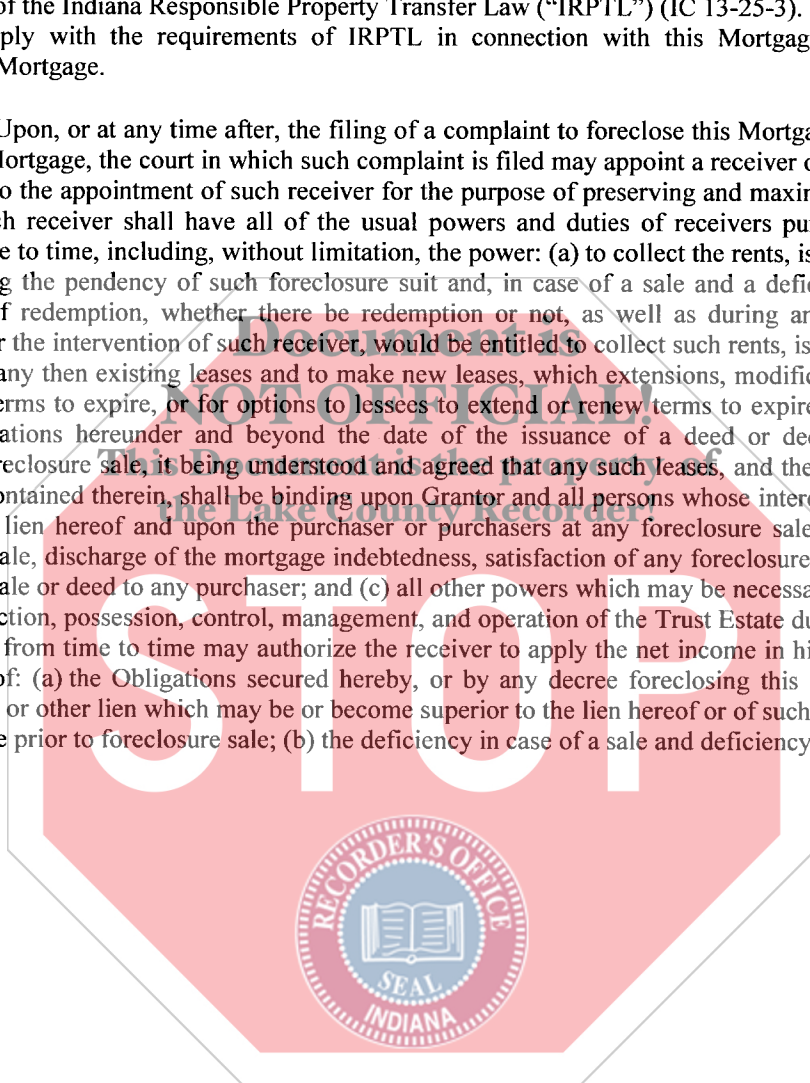 of the Indiana Responsible Property Transfer Law (“IRPTL”) (IC 13-25-3).
ply with the requirements of IRPTL in connection with this Mortgag
Mortgage.
Upon, or at any time after, the filing of a complaint to foreclose this Mortga
Mortgage, the court in which such complaint is filed may appoint a receiver o
o the appointment of such receiver for the purpose of preserving and maxin
ch receiver shall have all of the usual powers and duties of receivers pur
e to time, including, without limitation, the power: (a) to collect the rents, is
g the pendency of such foreclosure suit and, in case of a sale and a defic
f redemption, whether there be redemption or not, as well as during an
r the intervention of such receiver, would be entitled to collect such rents, is
any then existing leases and to make new leases, which extensions, modific
erms to expire, or for options to lessees to extend or renew terms to expire
ations hereunder and beyond the date of the issuance of a deed or dee
reclosure sale, it being understood and agreed that any such leases, and the
ontained therein, shall be binding upon Grantor and all persons whose intere
lien hereof and upon the purchaser or purchasers at any foreclosure sale
ale, discharge of the mortgage indebtedness, satisfaction of any foreclosure
ale or deed to any purchaser; and (c) all other powers which may be necessa
ction, possession, control, management, and operation of the Trust Estate du
from time to time may authorize the receiver to apply the net income in hi
of: (a) the Obligations secured hereby, or by any decree foreclosing this
or other lien which may be or become superior to the lien hereof or of such
e prior to foreclosure sale; (b) the deficiency in case of a sale and deficiency
Document is
NOT OFFICIAL!
This Document is the property of
the Lake County Recorder!
STOP
RECORDER'S OFFICE
SEAL
INDIANA